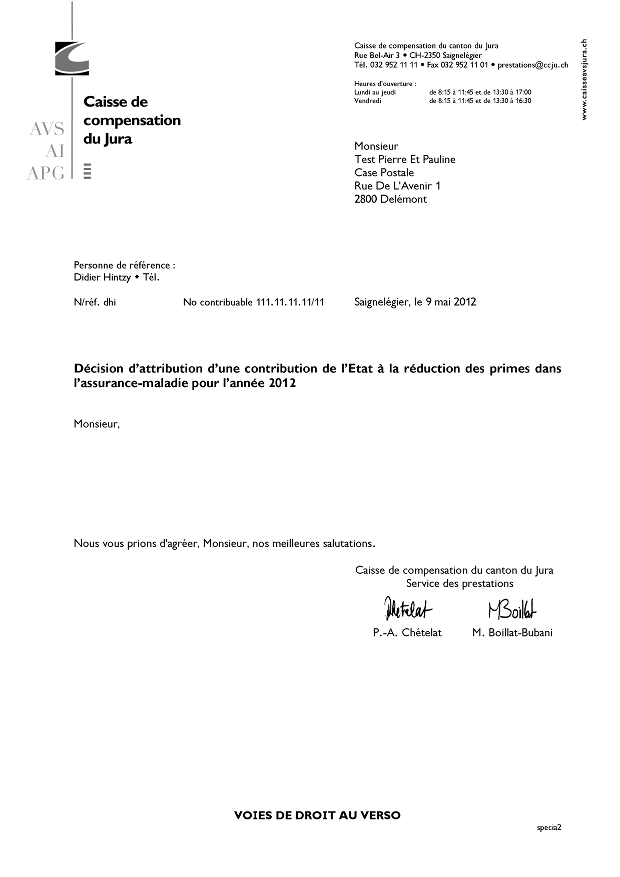 Caisse de compensation du canton du Jura
Rue Bel-Air 3 • CH-2350 Saignelégier
Tél. 032 952 11 11 • Fax 032 952 11 01 • prestations@ccju.ch
Heures d'ouverture :
Lundi au jeudi de 8:15 à 11:45 et de 13:30 à 17:00
Vendredi de 8:15 à 11:45 et de 13:30 à 16:30
www.caisseavsjura.ch
Caisse de
compensation
du Jura
AVS
AI
APG
Monsieur
Test Pierre Et Pauline
Case Postale
Rue De L'Avenir 1
2800 Delémont
Personne de référence :
Didier Hintzy • Tél.
N/réf. dhi No contribuable 111.11.11.11/11 Saignelégier, le 9 mai 2012
Décision d'attribution d'une contribution de l'Etat à la réduction des primes dans
l'assurance-maladie pour l'année 2012
Monsieur,
Nous vous prions d'agréer, Monsieur, nos meilleures salutations.
Caisse de compensation du canton du Jura
Service des prestations
MBoillat
P.-A. Chételat M. Boillat-Bubani
VOIES DE DROIT AU VERSO
specia2